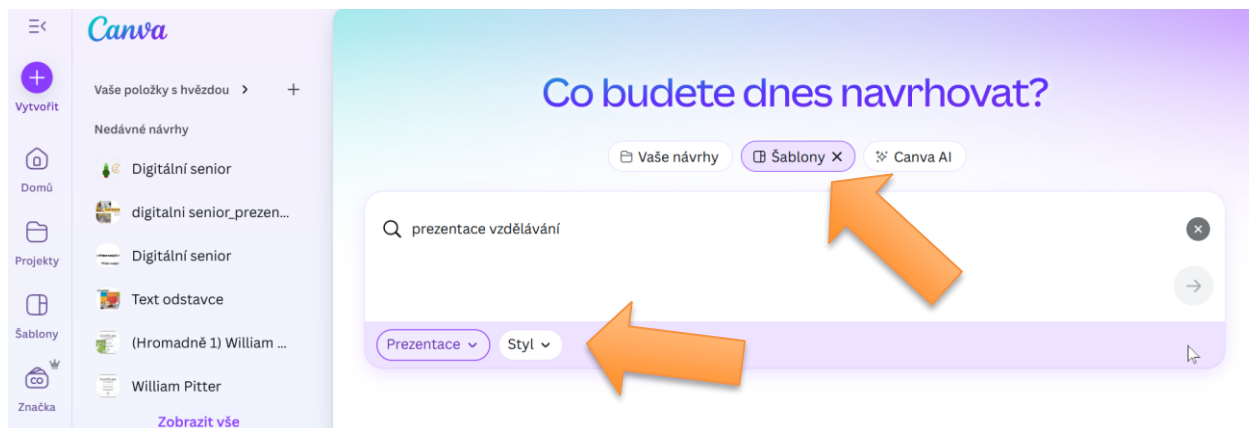 Canva
Vytvořit
Domů
Projekty
Šablony
CO
Značka
Vaše položky s hvězdou
Nedávné návrhy
Digitální senior
digitalni senior_prezen...
Digitální senior
Text odstavce
(Hromadně 1) William ...
William Pitter
Zobrazit vše
Co budete dnes navrhovat?
Vaše návrhy
Šablony
Canva AI
prezentace vzdělávání
Prezentace
Styl